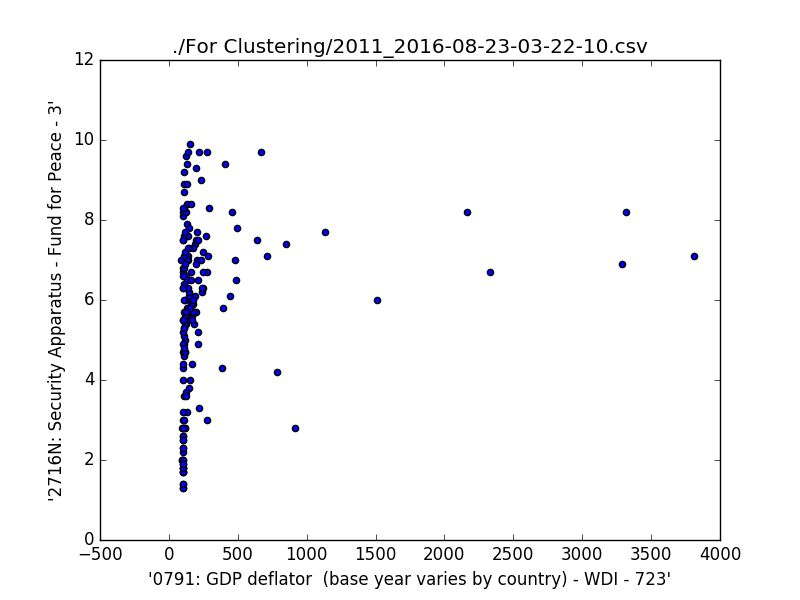 ./For Clustering/2011_2016-08-23-03-22-10.csv
12
10
8
6
4
2
0
'2716N: Security Apparatus - Fund for Peace - 3'
−500 0 500 1000 1500 2000 2500 3000 3500 4000
'0791: GDP deflator  (base year varies by country) - WDI - 723'